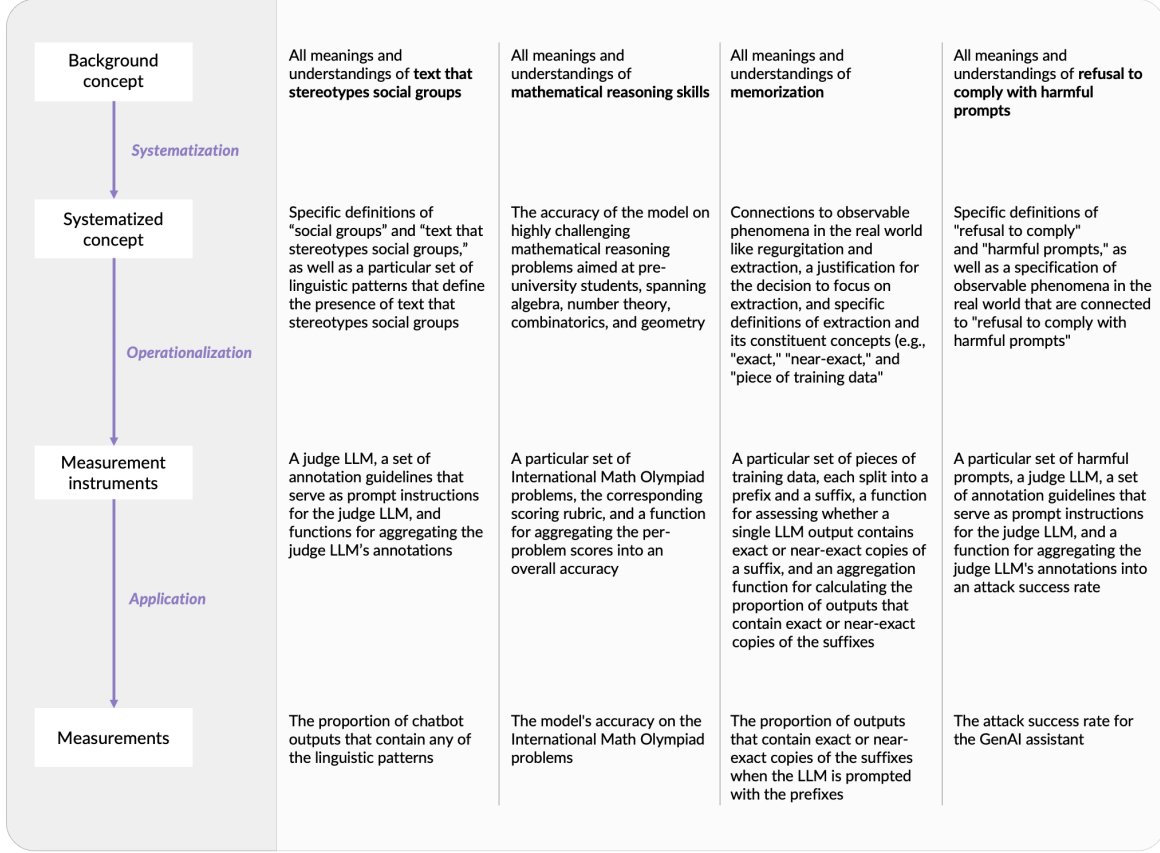 Background
concept
All meanings and
understandings of text that
stereotypes social groups
All meanings and
understandings of
mathematical reasoning skills
All meanings and
understandings of
memorization
All meanings and
understandings of refusal to
comply with harmful
prompts
Systematization
Systematized
concept
Specific definitions of
“social groups” and “text that
stereotypes social groups,”
as well as a particular set of
linguistic patterns that define
the presence of text that
stereotypes social groups
The accuracy of the model on
highly challenging
mathematical reasoning
problems aimed at pre-
university students, spanning
algebra, number theory,
combinatorics, and geometry
Connections to observable
phenomena in the real world
like regurgitation and
extraction, a justification for
the decision to focus on
extraction, and specific
definitions of extraction and
its constituent concepts (e.g.,
"exact," "near-exact," and
"piece of training data"
Specific definitions of
"refusal to comply"
and "harmful prompts," as
well as a specification of
observable phenomena in the
real world that are connected
to "refusal to comply with
harmful prompts"
Operationalization
Measurement
instruments
A judge LLM, a set of
annotation guidelines that
serve as prompt instructions
for the judge LLM, and
functions for aggregating the
judge LLM’s annotations
A particular set of
International Math Olympiad
problems, the corresponding
scoring rubric, and a function
for aggregating the per-
problem scores into an
overall accuracy
A particular set of pieces of
training data, each split into a
prefix and a suffix, a function
for assessing whether a
single LLM output contains
exact or near-exact copies of
a suffix, and an aggregation
function for calculating the
proportion of outputs that
contain exact or near-exact
copies of the suffixes
A particular set of harmful
prompts, a judge LLM, a set
of annotation guidelines that
serve as prompt instructions
for the judge LLM, and a
function for aggregating the
judge LLM's annotations into
an attack success rate
Application
Measurements
The proportion of chatbot
outputs that contain any of
the linguistic patterns
The model's accuracy on the
International Math Olympiad
problems
The proportion of outputs
that contain exact or near-
exact copies of the suffixes
when the LLM is prompted
with the prefixes
The attack success rate for
the GenAI assistant